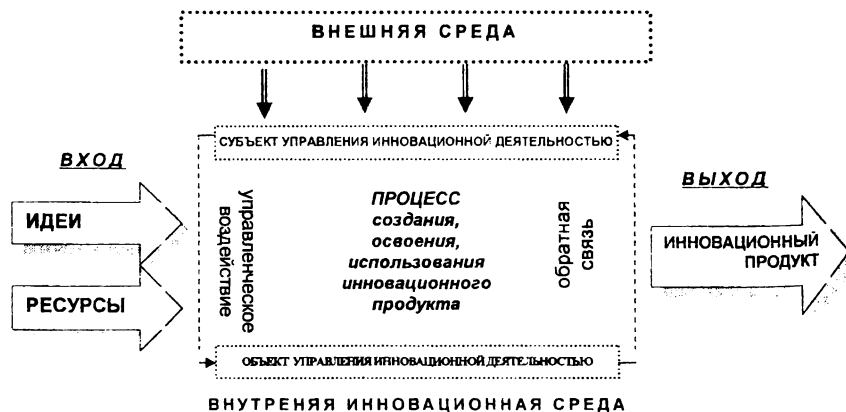 ВНЕШНЯЯ СРЕДА
СУБЪЕКТ УПРАВЛЕНИЯ ИННОВАЦИОННОЙ ДЕЯТЕЛЬНОСТЬЮ
ВХОД
ИДЕИ
РЕСУРСЫ
управленческое
воздействие
ПРОЦЕСС
создания,
освоения,
использования
инновационного
продукта
обратная
связь
ВЫХОД
ИННОВАЦИОННЫЙ
ПРОДУКТ
ОБЪЕКТ УПРАВЛЕНИЯ ИННОВАЦИОННОЙ ДЕЯТЕЛЬНОСТЬЮ
ВНУТРЕНЯЯ ИННОВАЦИОННАЯ СРЕДА